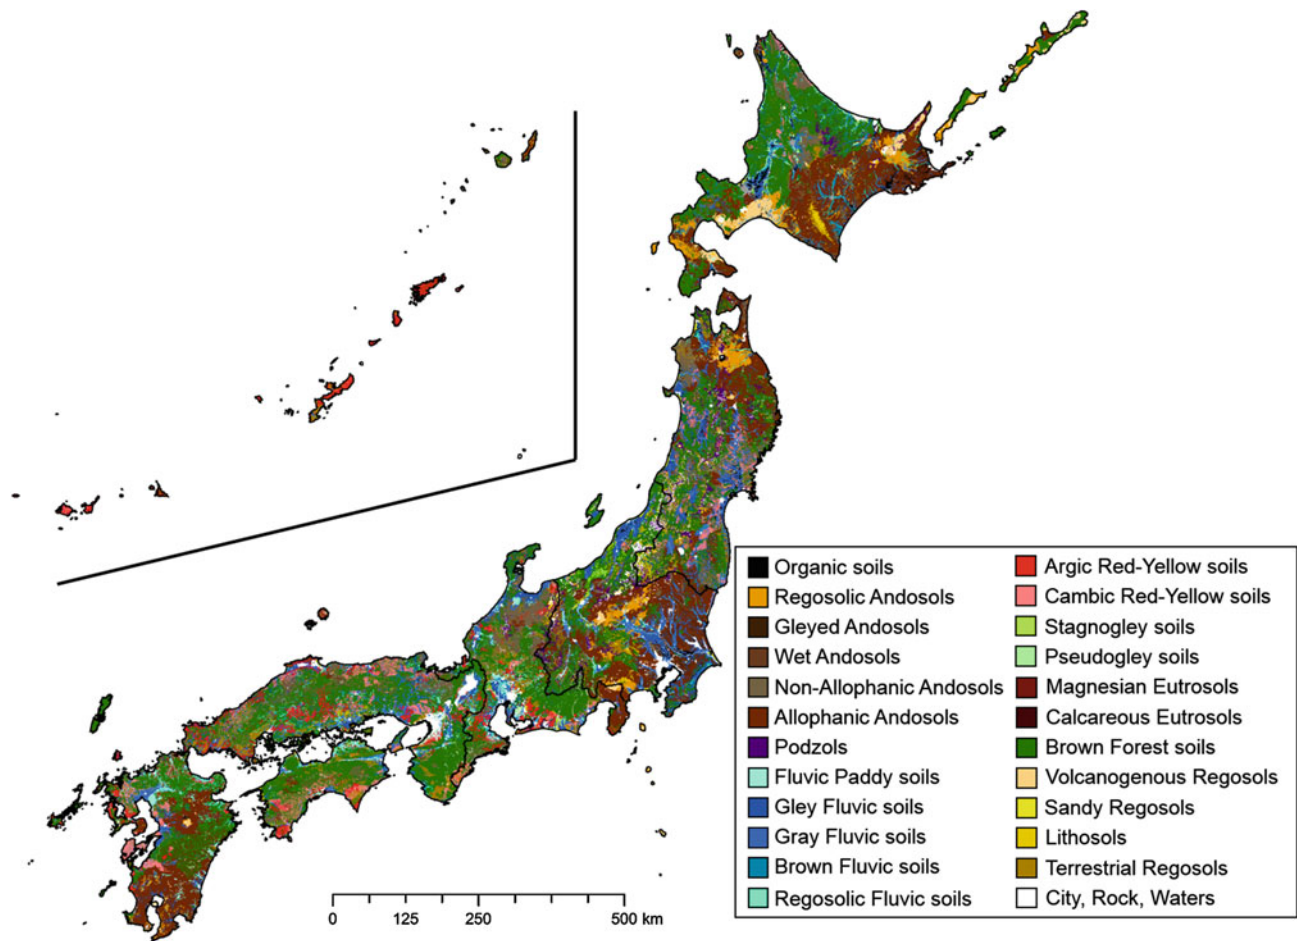 Organic soils
Regosolic Andosols
Gleyed Andosols
Wet Andosols
Non-Allophanic Andosols
Allophanic Andosols
Podzols
Fluvic Paddy soils
Gley Fluvic soils
Gray Fluvic soils
Brown Fluvic soils
Regosolic Fluvic soils
Argic Red-Yellow soils
Cambic Red-Yellow soils
Stagnogley soils
Pseudogley soils
Magnesian Eutrosols
Calcareous Eutrosols
Brown Forest soils
Volcanogenous Regosols
Sandy Regosols
Lithosols
Terrestrial Regosols
City, Rock, Waters
0 125 250 500 km